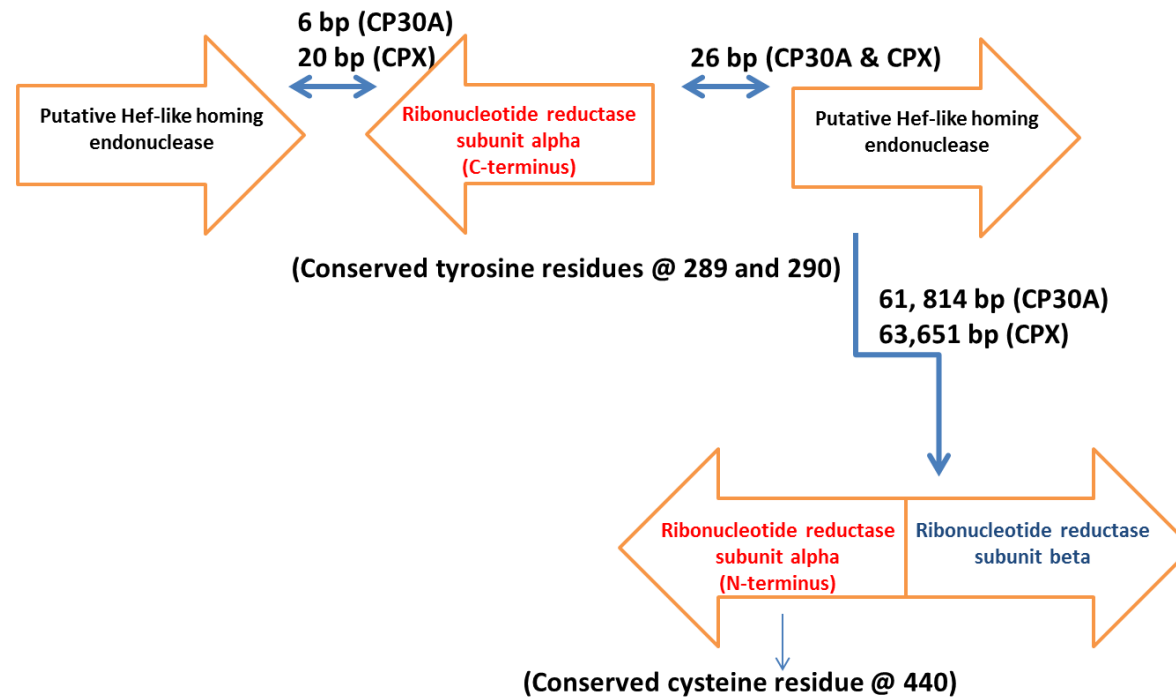 6 bp (CP30A)
20 bp (CPX)
26 bp (CP30A & CPX)
Putative Hef-like homing
endonuclease
Ribonucleotide reductase
subunit alpha
(C-terminus)
Putative Hef-like homing
endonuclease
(Conserved tyrosine residues @ 289 and 290)
61, 814 bp (CP30A)
63,651 bp (CPX)
Ribonucleotide reductase
subunit alpha
(N-terminus)
Ribonucleotide reductase
subunit beta
(Conserved cysteine residue @ 440)